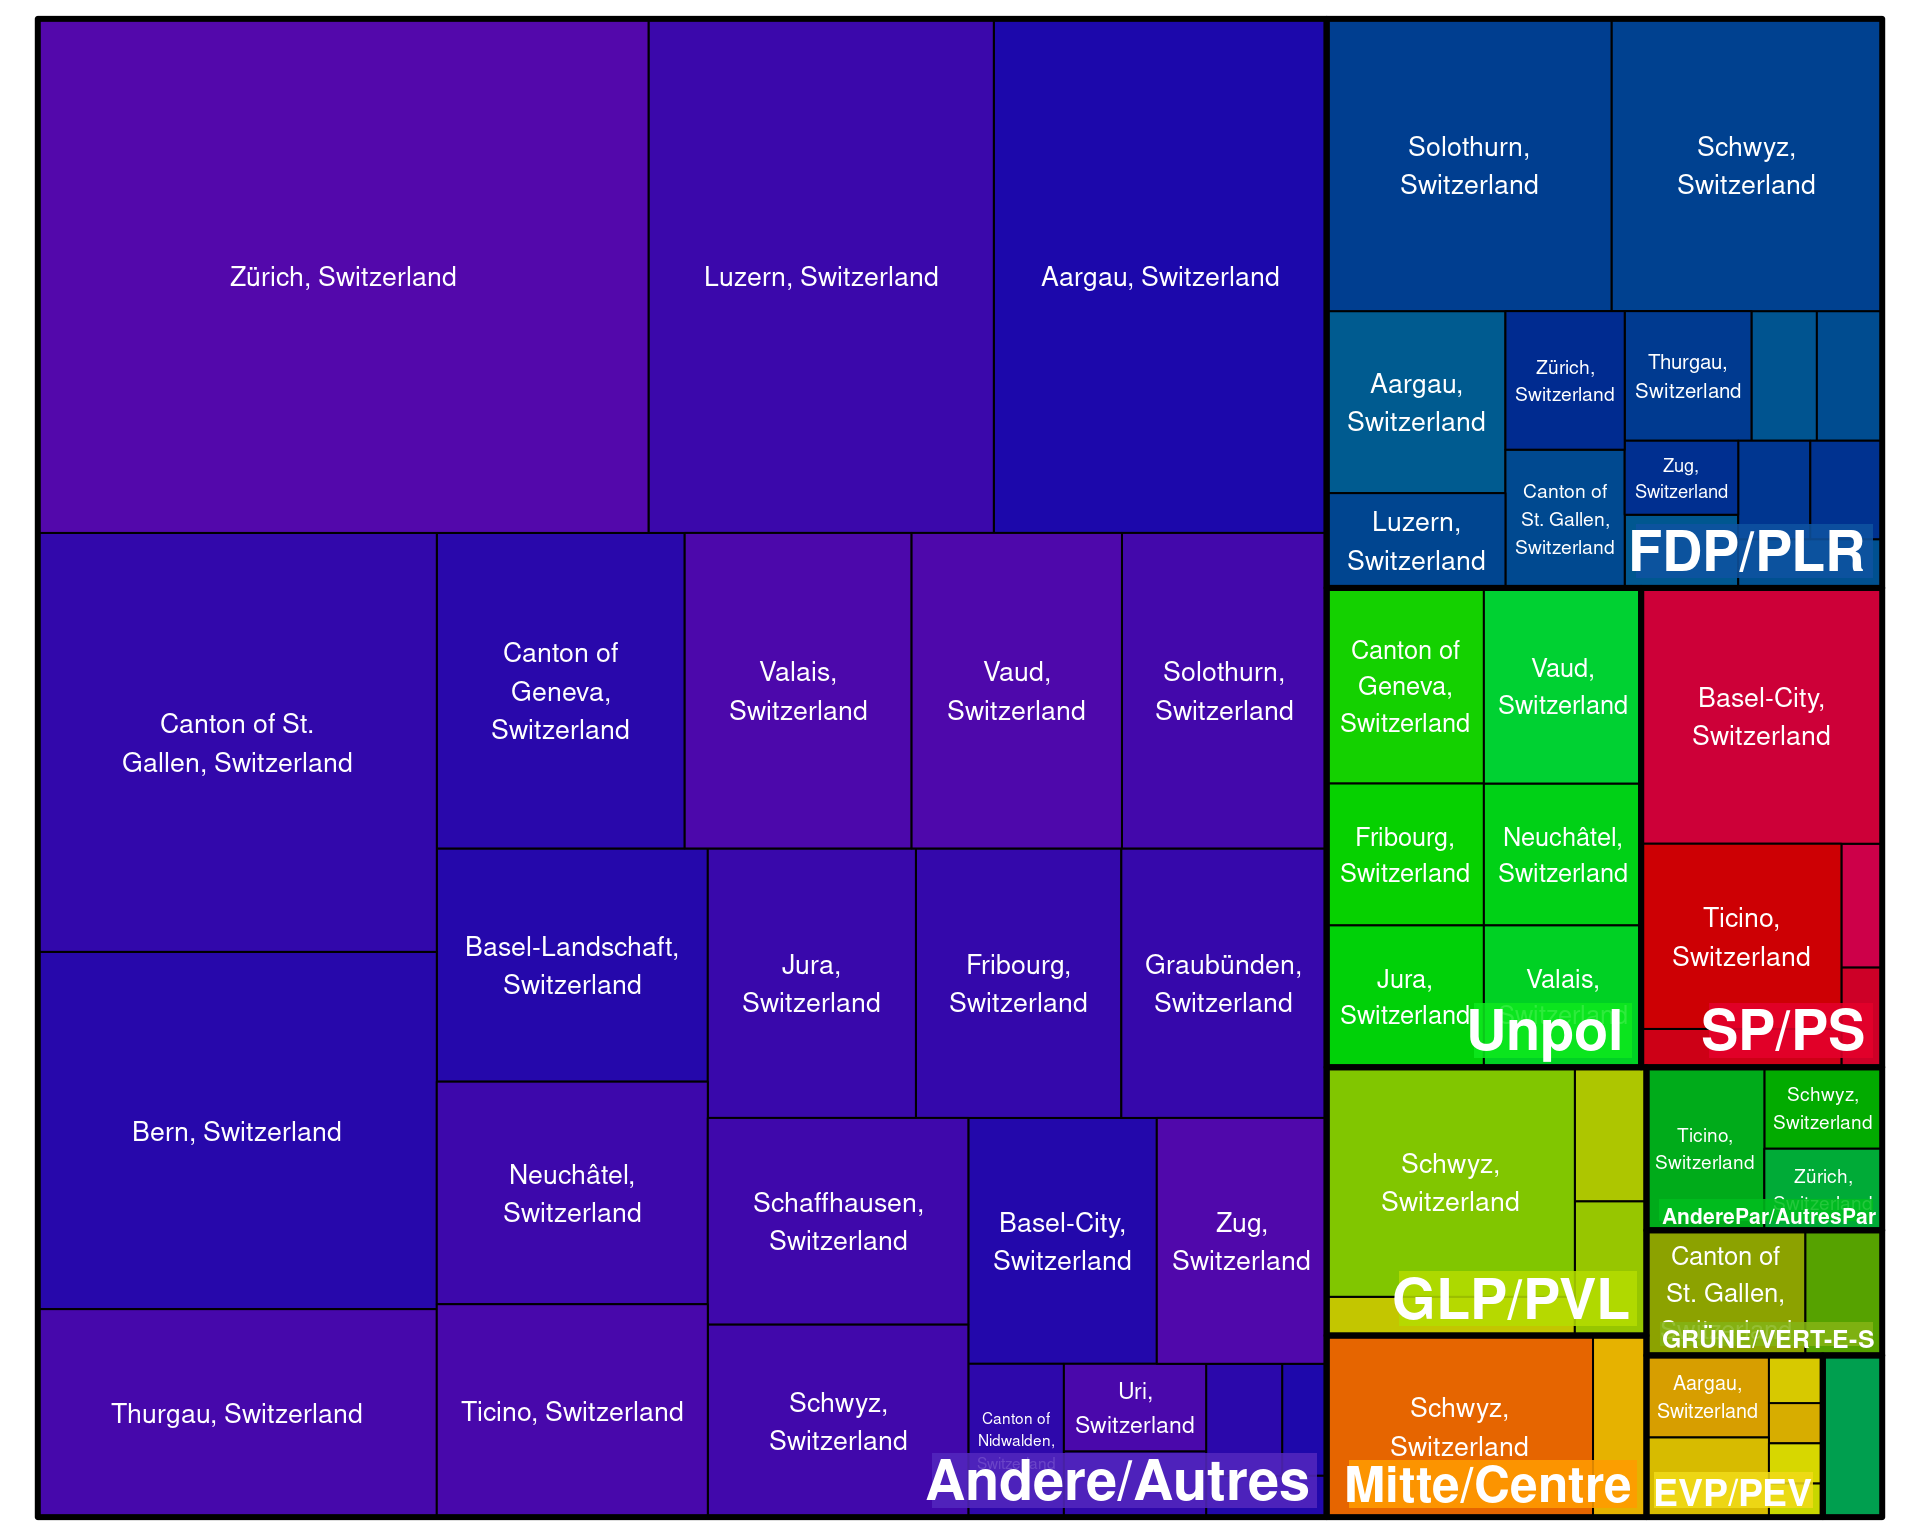 Zürich, Switzerland
Luzern, Switzerland
Aargau, Switzerland
Canton of St.
Gallen, Switzerland
Canton of
Geneva,
Switzerland
Valais,
Switzerland
Vaud,
Switzerland
Solothurn,
Switzerland
Bern, Switzerland
Basel-Landschaft,
Switzerland
Jura,
Switzerland
Fribourg,
Switzerland
Graubünden,
Switzerland
Neuchâtel,
Switzerland
Schaffhausen,
Switzerland
Basel-City,
Switzerland
Zug,
Switzerland
Thurgau, Switzerland
Ticino, Switzerland
Schwyz,
Switzerland
Canton of
Nidwalden,
Switzerland
Uri,
Switzerland
Andere/Autres
Solothurn,
Switzerland
Schwyz,
Switzerland
Aargau,
Switzerland
Zürich,
Switzerland
Thurgau,
Switzerland
Luzern,
Switzerland
Canton of
St. Gallen,
Switzerland
Zug,
Switzerland
FDP/PLR
Canton of
Geneva,
Switzerland
Vaud,
Switzerland
Fribourg,
Switzerland
Neuchâtel,
Switzerland
Jura,
Switzerland
Valais,
Switzerland
Unpol
Basel-City,
Switzerland
Ticino,
Switzerland
SP/PS
Schwyz,
Switzerland
GLP/PVL
Ticino,
Switzerland
Schwyz,
Switzerland
Zürich,
Switzerland
AnderePar/AutresPar
Canton of
St. Gallen,
Switzerland
GRÜNE/VERT-E-S
Schwyz,
Switzerland
Mitte/Centre
Aargau,
Switzerland
EVP/PEV